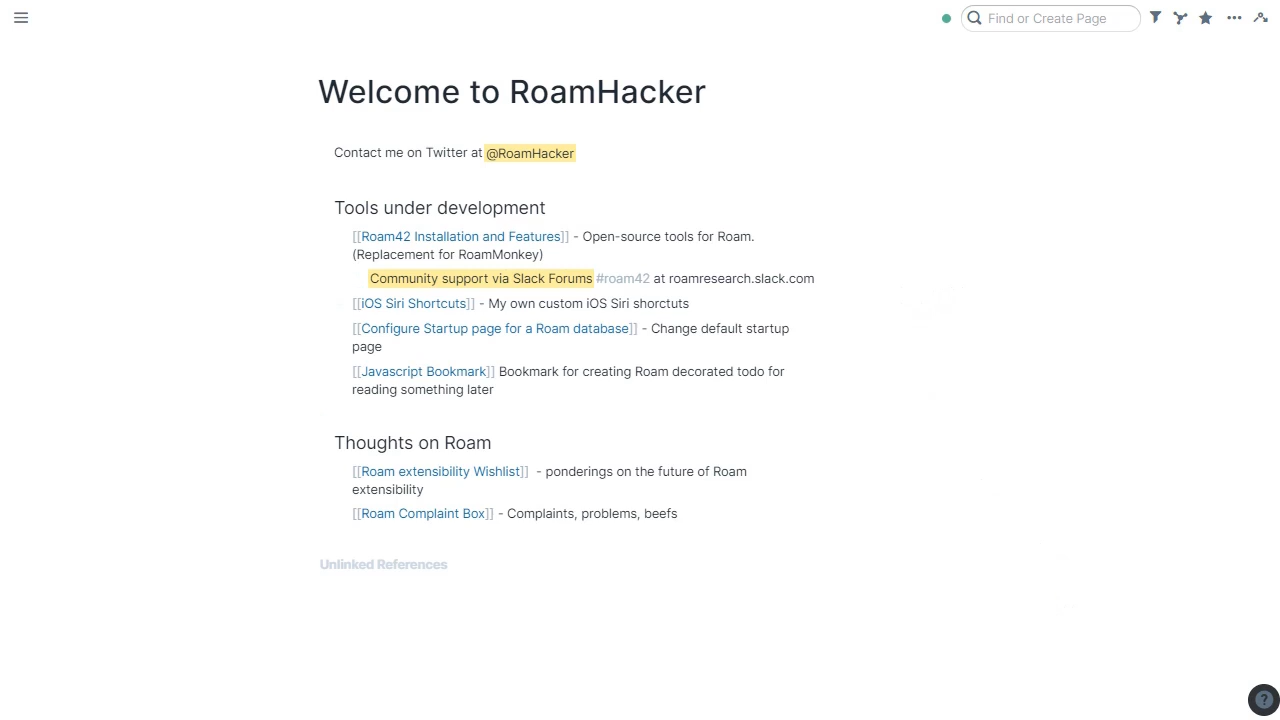 Find or Create Page
Welcome to RoamHacker
Contact me on Twitter at @RoamHacker
Tools under development
[[Roam42 Installation and Features]] - Open-source tools for Roam.
(Replacement for RoamMonkey)
Community support via Slack Forums #roam42 at roamresearch.slack.com
[[iOS Siri Shortcuts]] - My own custom iOS Siri shorctuts
[[Configure Startup page for a Roam database]] - Change default startup
page
[[Javascript Bookmark]] Bookmark for creating Roam decorated todo for
reading something later
Thoughts on Roam
[[Roam extensibility Wishlist]] - ponderings on the future of Roam
extensibility
[[Roam Complaint Box]] - Complaints, problems, beefs
Unlinked References